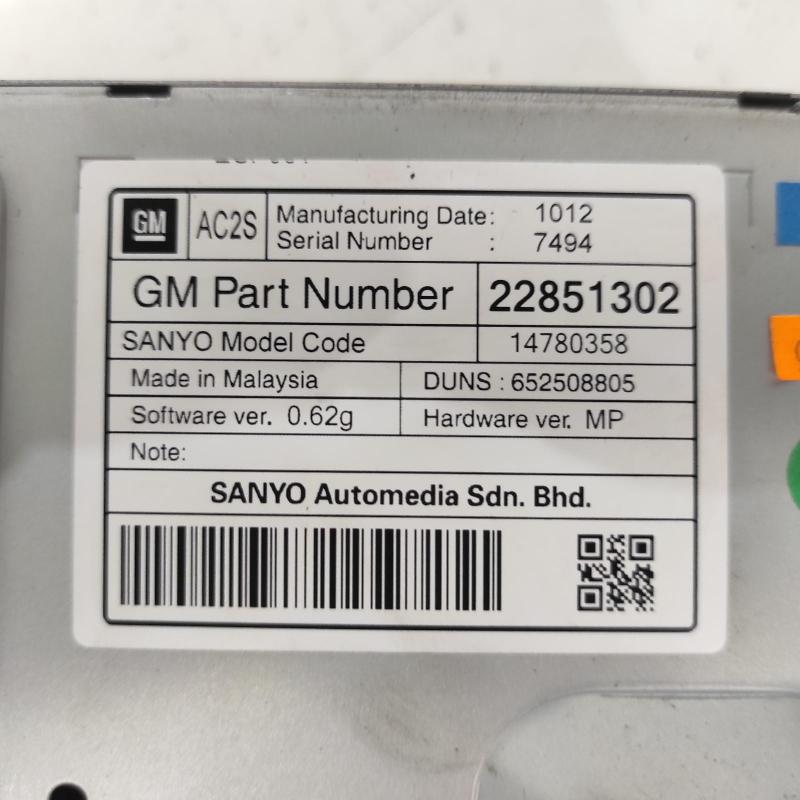 GM AC2S Manufacturing Date: 1012
Serial Number : 7494
GM Part Number 22851302
SANYO Model Code 14780358
Made in Malaysia DUNS : 652508805
Software ver. 0.62g Hardware ver. MP
Note:
SANYO Automedia Sdn. Bhd.